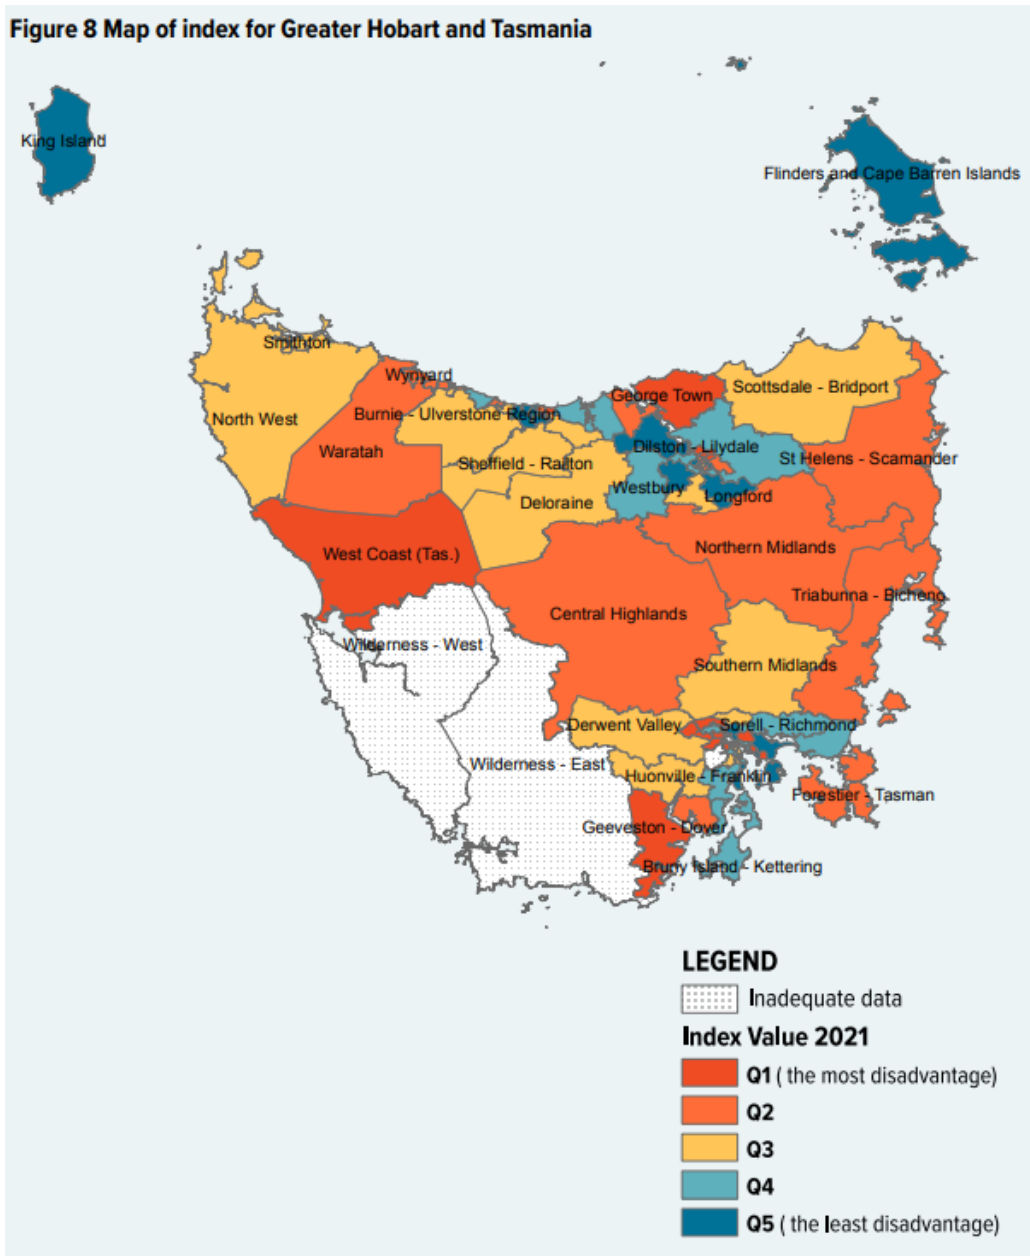 Figure 8 Map of index for Greater Hobart and Tasmania
King Island
Flinders and Cape Barren Islands
Smithton
Wynyard
George Town
Scottsdale - Bridport
North West
Burnie - Ulverstone Region
Waratah
Dilston - Lilydale
St Helens - Scamander
Sheffield - Railton
Westbury
Longford
Deloraine
West Coast (Tas.)
Northern Midlands
Triabunna - Bicheno
Central Highlands
Wilderness - West
Southern Midlands
Derwent Valley
Sorell - Richmond
Wilderness - East
Huonville - Franklin
Forestier - Tasman
Geeveston - Dover
Bruny Island - Kettering
LEGEND
Inadequate data
Index Value 2021
Q1 ( the most disadvantage)
Q2
Q3
Q4
Q5 ( the least disadvantage)